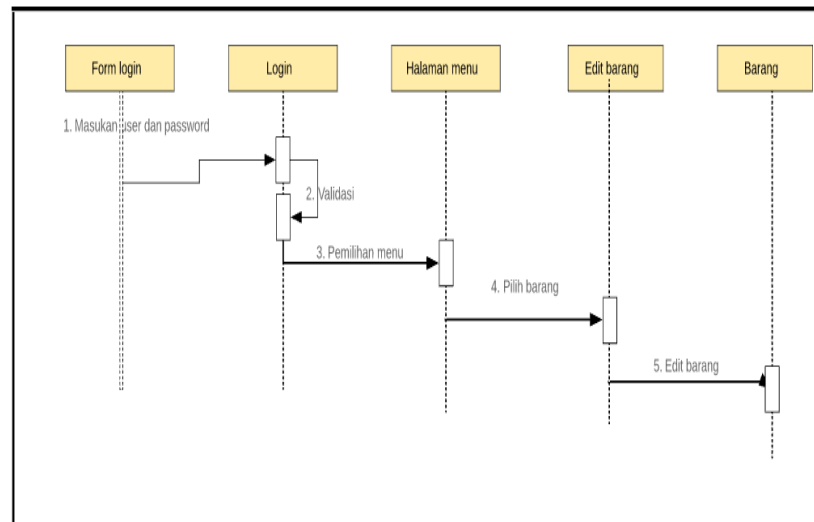 Form login
Login
Halaman menu
Edit barang
Barang
1. Masukan user dan password
2. Validasi
3. Pemilihan menu
4. Pilih barang
5. Edit barang